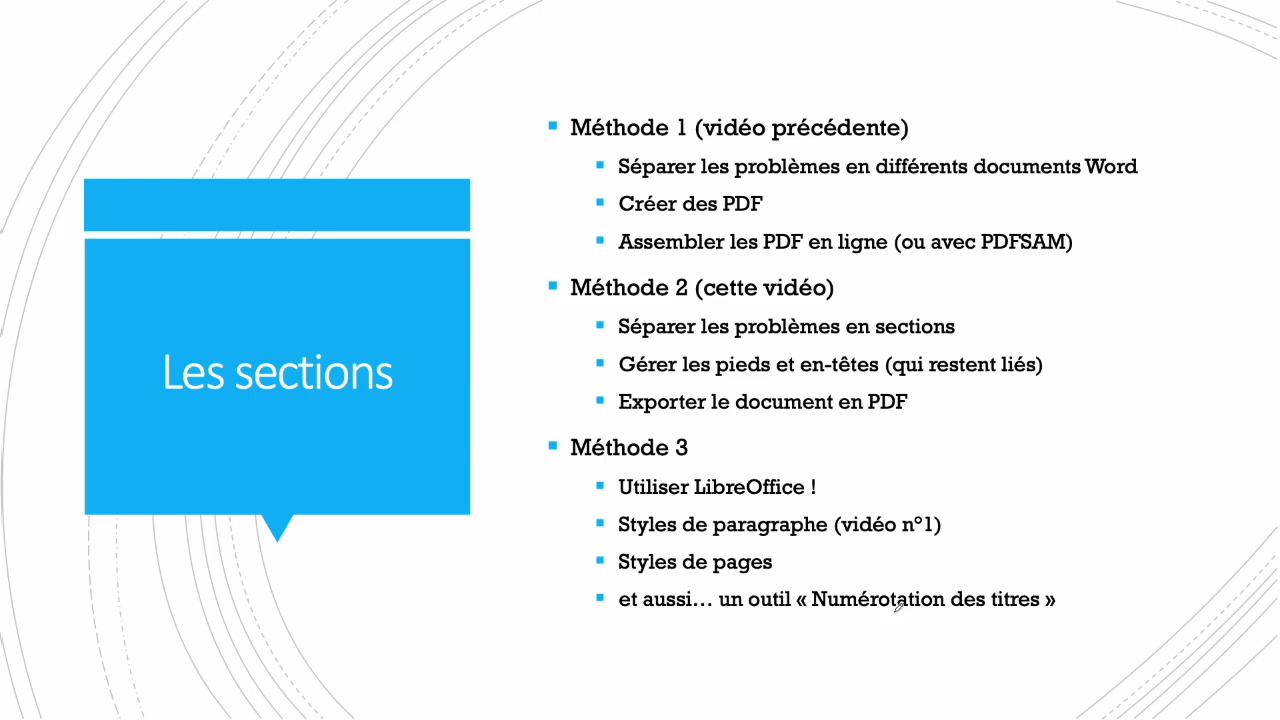 Les sections
Méthode 1 (vidéo précédente)
Séparer les problèmes en différents documents Word
Créer des PDF
Assembler les PDF en ligne (ou avec PDFSAM)
Méthode 2 (cette vidéo)
Séparer les problèmes en sections
Gérer les pieds et en-têtes (qui restent liés)
Exporter le document en PDF
Méthode 3
Utiliser LibreOffice !
Styles de paragraphe (vidéo n°1)
Styles de pages
et aussi… un outil « Numérotation des titres »